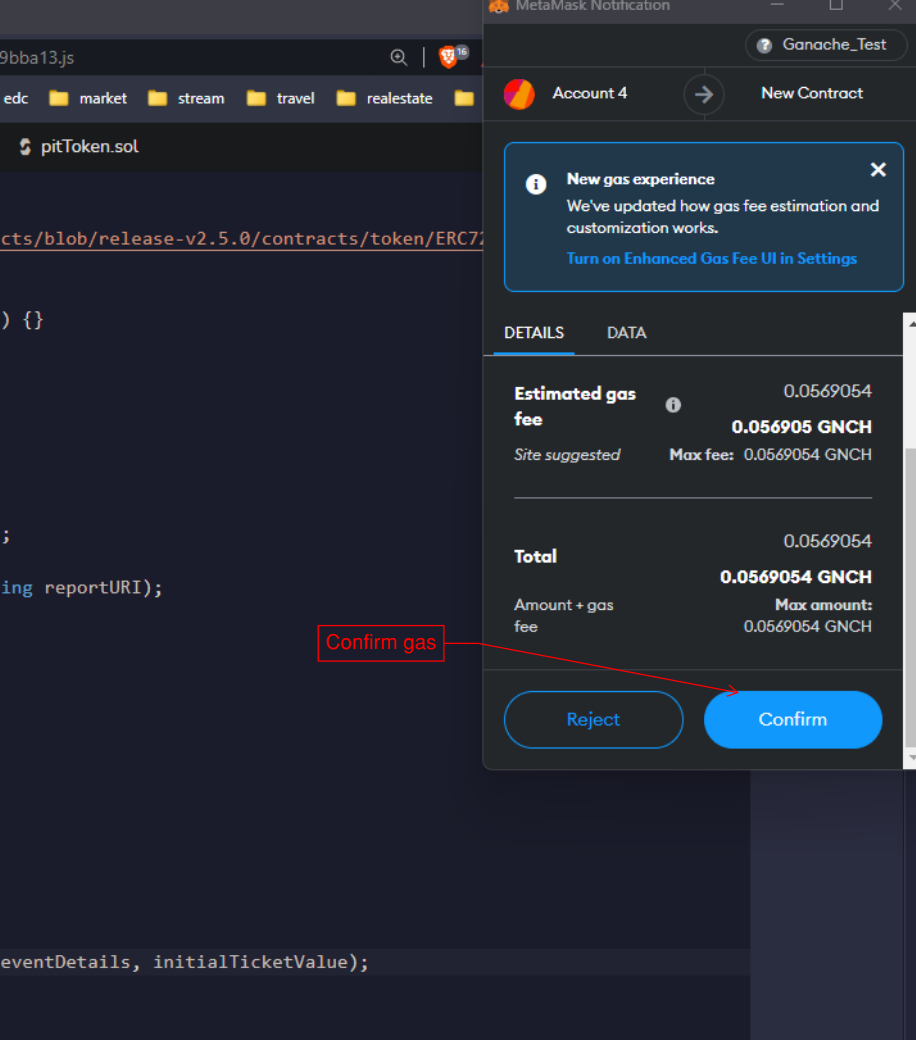 MetaMask Notification
9bba13.js
16
Ganache_Test
edc market stream travel realestate
Account 4
New Contract
pitToken.sol
New gas experience
We've updated how gas fee estimation and
customization works.
Turn on Enhanced Gas Fee UI in Settings
cts/blob/release-v2.5.0/contracts/token/ERC72
) {}
DETAILS DATA
Estimated gas
fee
0.0569054
0.056905 GNCH
Site suggested
Max fee: 0.0569054 GNCH
;
Total
0.0569054
0.0569054 GNCH
ing reportURI);
Amount + gas
fee
Max amount:
0.0569054 GNCH
Confirm gas
Reject
Confirm
eventDetails, initialTicketValue);